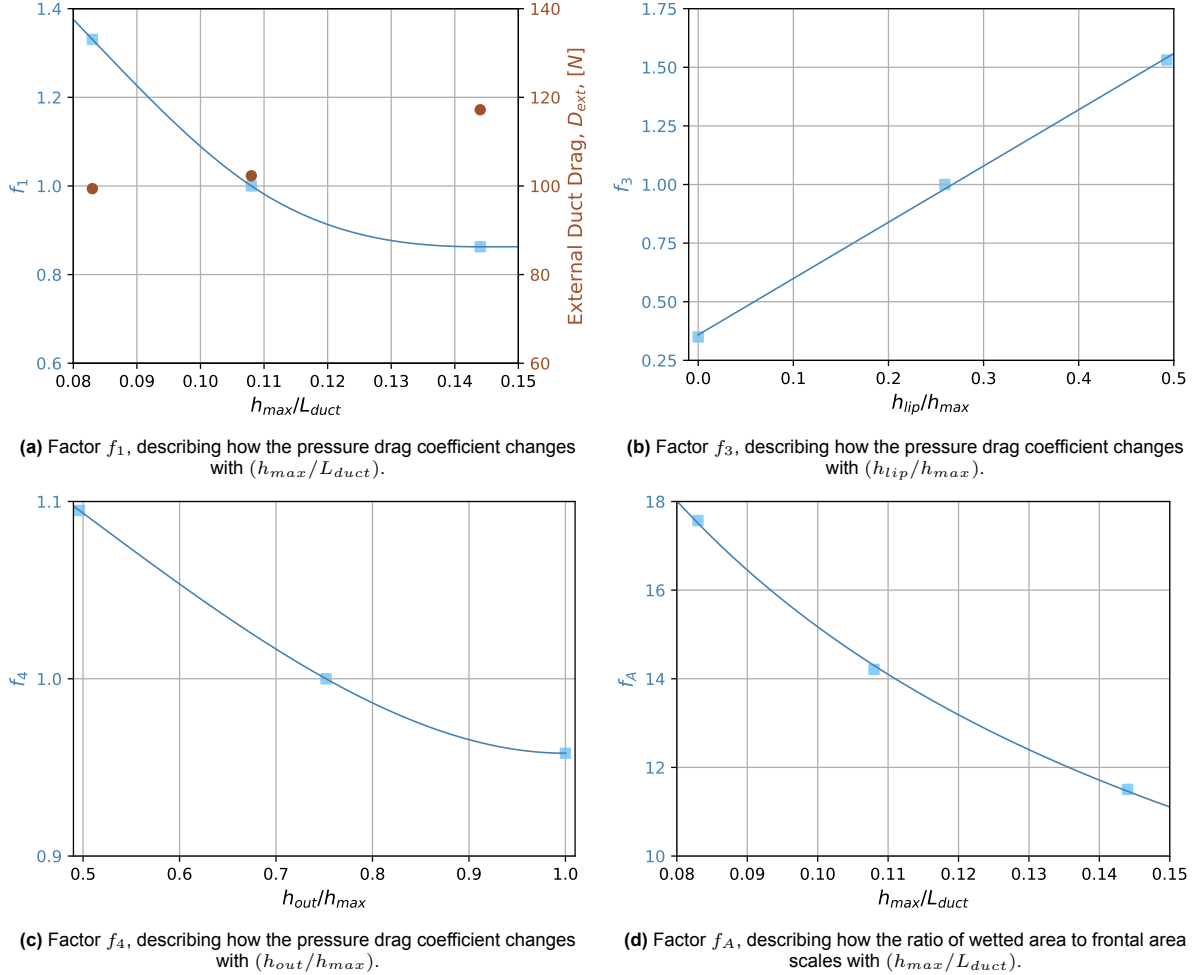 1.4
1.2
1.0
0.8
0.6
f1
140
120
100
80
60
External Duct Drag, Dext, [N]
0.08 0.09 0.10 0.11 0.12 0.13 0.14 0.15
hmax/Lduct
(a) Factor f1, describing how the pressure drag coefficient changes
with (hmax/Lduct).
1.75
1.50
1.25
1.00
0.75
0.50
0.25
f3
0.0 0.1 0.2 0.3 0.4 0.5
hlip/hmax
(b) Factor f3, describing how the pressure drag coefficient changes
with (hlip/hmax).
1.1
1.0
0.9
f4
0.5 0.6 0.7 0.8 0.9 1.0
hout/hmax
(c) Factor f4, describing how the pressure drag coefficient changes
with (hout/hmax).
18
16
14
12
10
fA
0.08 0.09 0.10 0.11 0.12 0.13 0.14 0.15
hmax/Lduct
(d) Factor fA, describing how the ratio of wetted area to frontal area
scales with (hmax/Lduct).